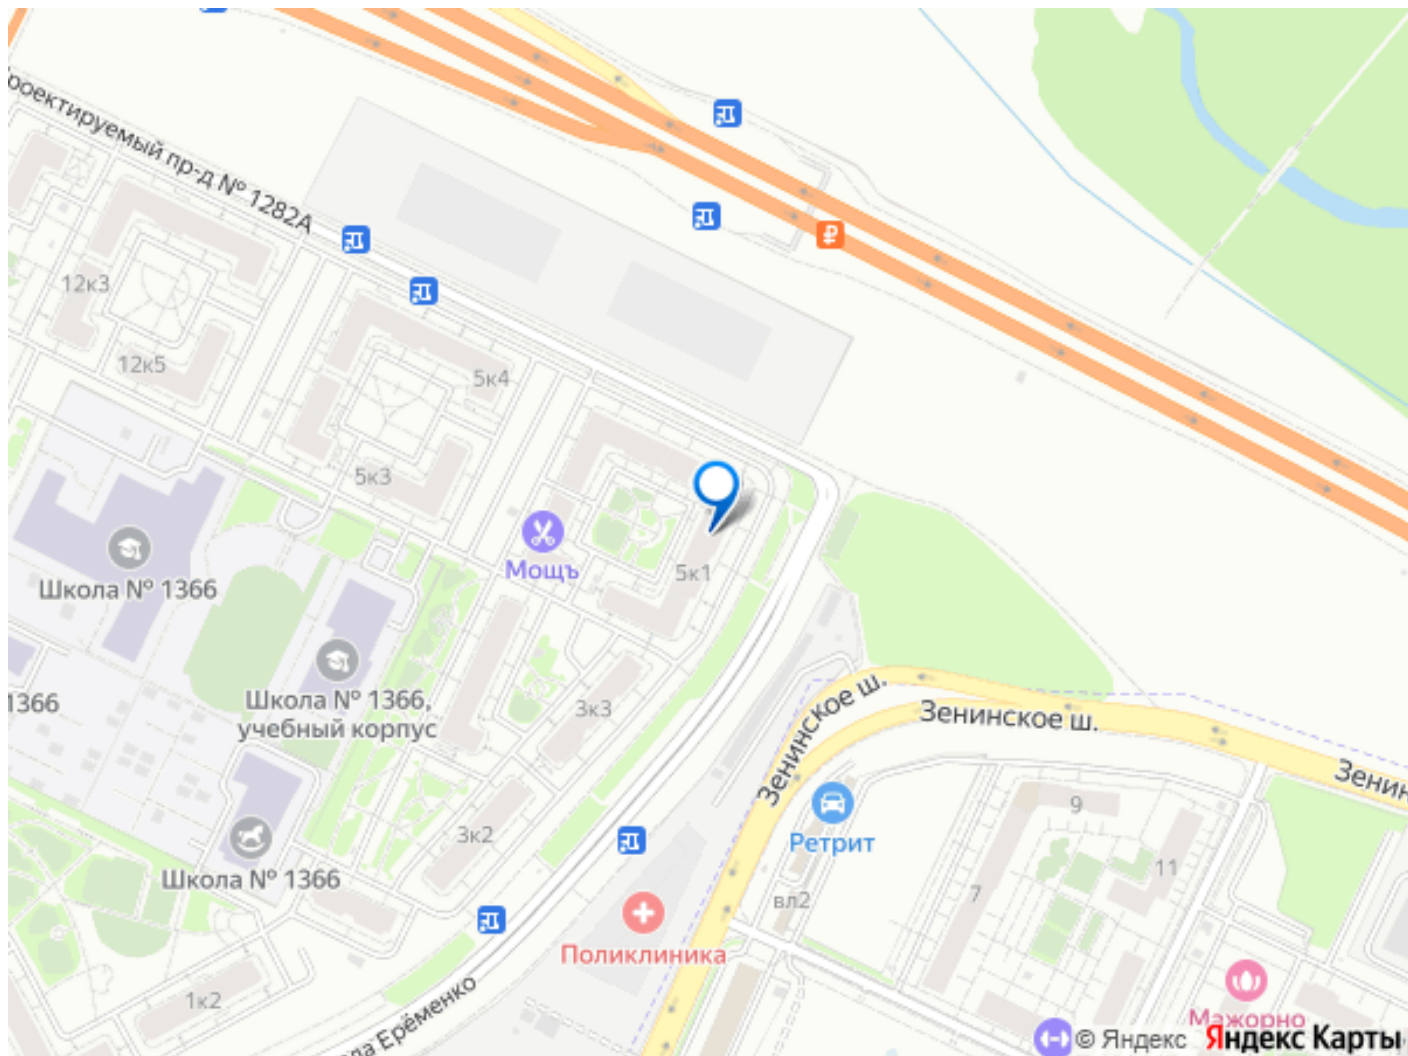 Проектируемый пр-д № 1282А
12к3
12к5
5к4
5к3
Школа № 1366
Мощъ
5к1
1366
Школа № 1366,
учебный корпус
3к3
Зенинское ш.
Зенинское ш.
Зенин
3к2
Ретрит
9
11
7
вл2
Школа № 1366
Поликлиника
1к2
Ерёменко
Мажорно
© Яндекс Яндекс Карты